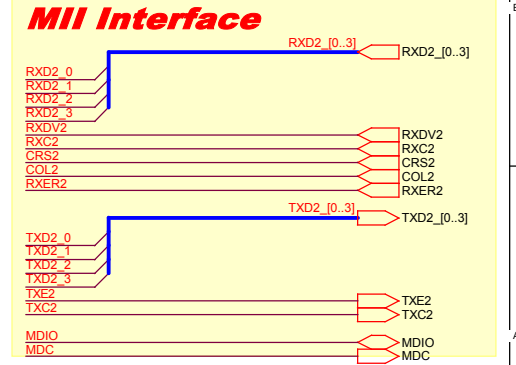 MII Interface
RXD2_[0..3] RXD2_[0..3]
RXD2_0
RXD2_1
RXD2_2
RXD2_3
RXDV2 RXDV2
RXC2 RXC2
CRS2 CRS2
COL2 COL2
RXER2 RXER2
TXD2_[0..3] TXD2_[0..3]
TXD2_0
TXD2_1
TXD2_2
TXD2_3
TXE2 TXE2
TXC2 TXC2
MDIO MDIO
MDC MDC